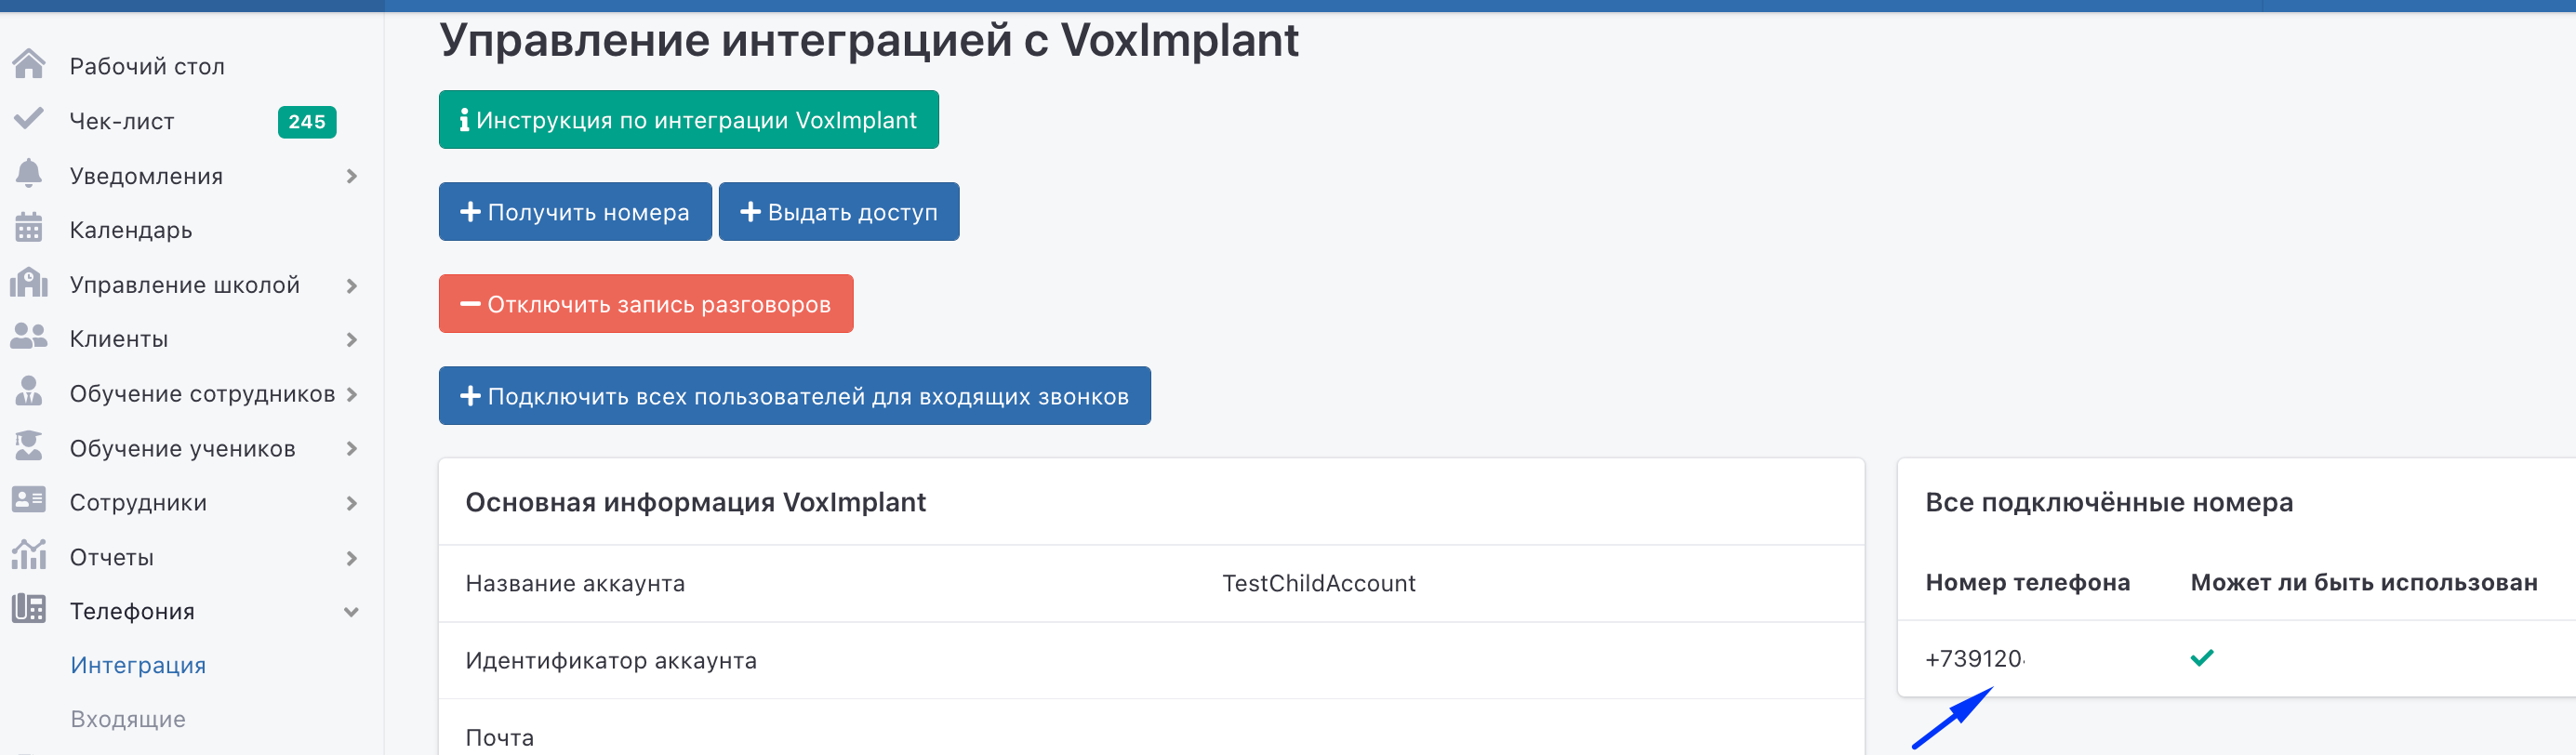 Управление интеграцией с VoxImplant
Рабочий стол
Чек-лист 245
Уведомления
Календарь
Управление школой
Клиенты
Обучение сотрудников
Обучение учеников
Сотрудники
Отчеты
Телефония
Интеграция
Входящие
Инструкция по интеграции VoxImplant
Получить номера Выдать доступ
Отключить запись разговоров
Подключить всех пользователей для входящих звонков
Основная информация VoxImplant
Название аккаунта TestChildAccount
Идентификатор аккаунта
Почта
Все подключённые номера
Номер телефона Может ли быть использован
+739120